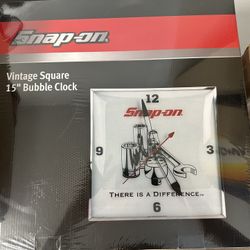 Snap-on
Vintage Square
15" Bubble Clock
12
Snap-on
9
3
THERE IS A DIFFERENCE
6